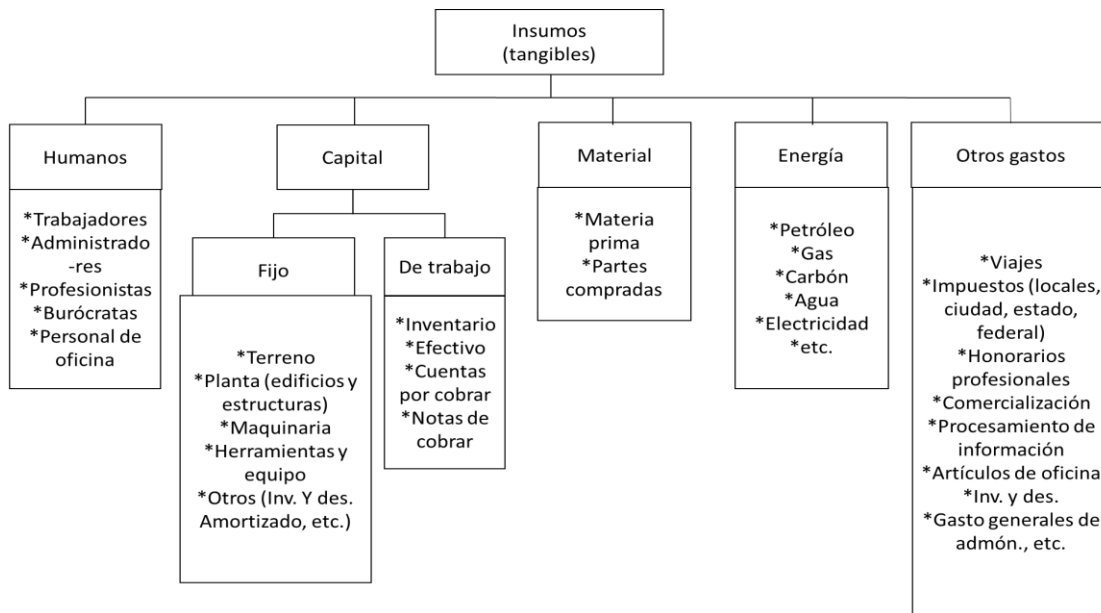 Insumos
(tangibles)
Humanos
*Trabajadores
*Administrado
-res
*Profesionistas
*Burócratas
*Personal de
oficina
Capital
Fijo
*Terreno
*Planta (edificios y
estructuras)
*Maquinaria
*Herramientas y
equipo
*Otros (Inv. Y des.
Amortizado, etc.)
De trabajo
*Inventario
*Efectivo
*Cuentas
por cobrar
*Notas de
cobrar
Material
*Materia
prima
*Partes
compradas
Energía
*Petróleo
*Gas
*Carbón
*Agua
*Electricidad
*etc.
Otros gastos
*Viajes
*Impuestos (locales,
ciudad, estado,
federal)
*Honorarios
profesionales
*Comercialización
*Procesamiento de
información
*Artículos de oficina
*Inv. y des.
*Gasto generales de
admón., etc.